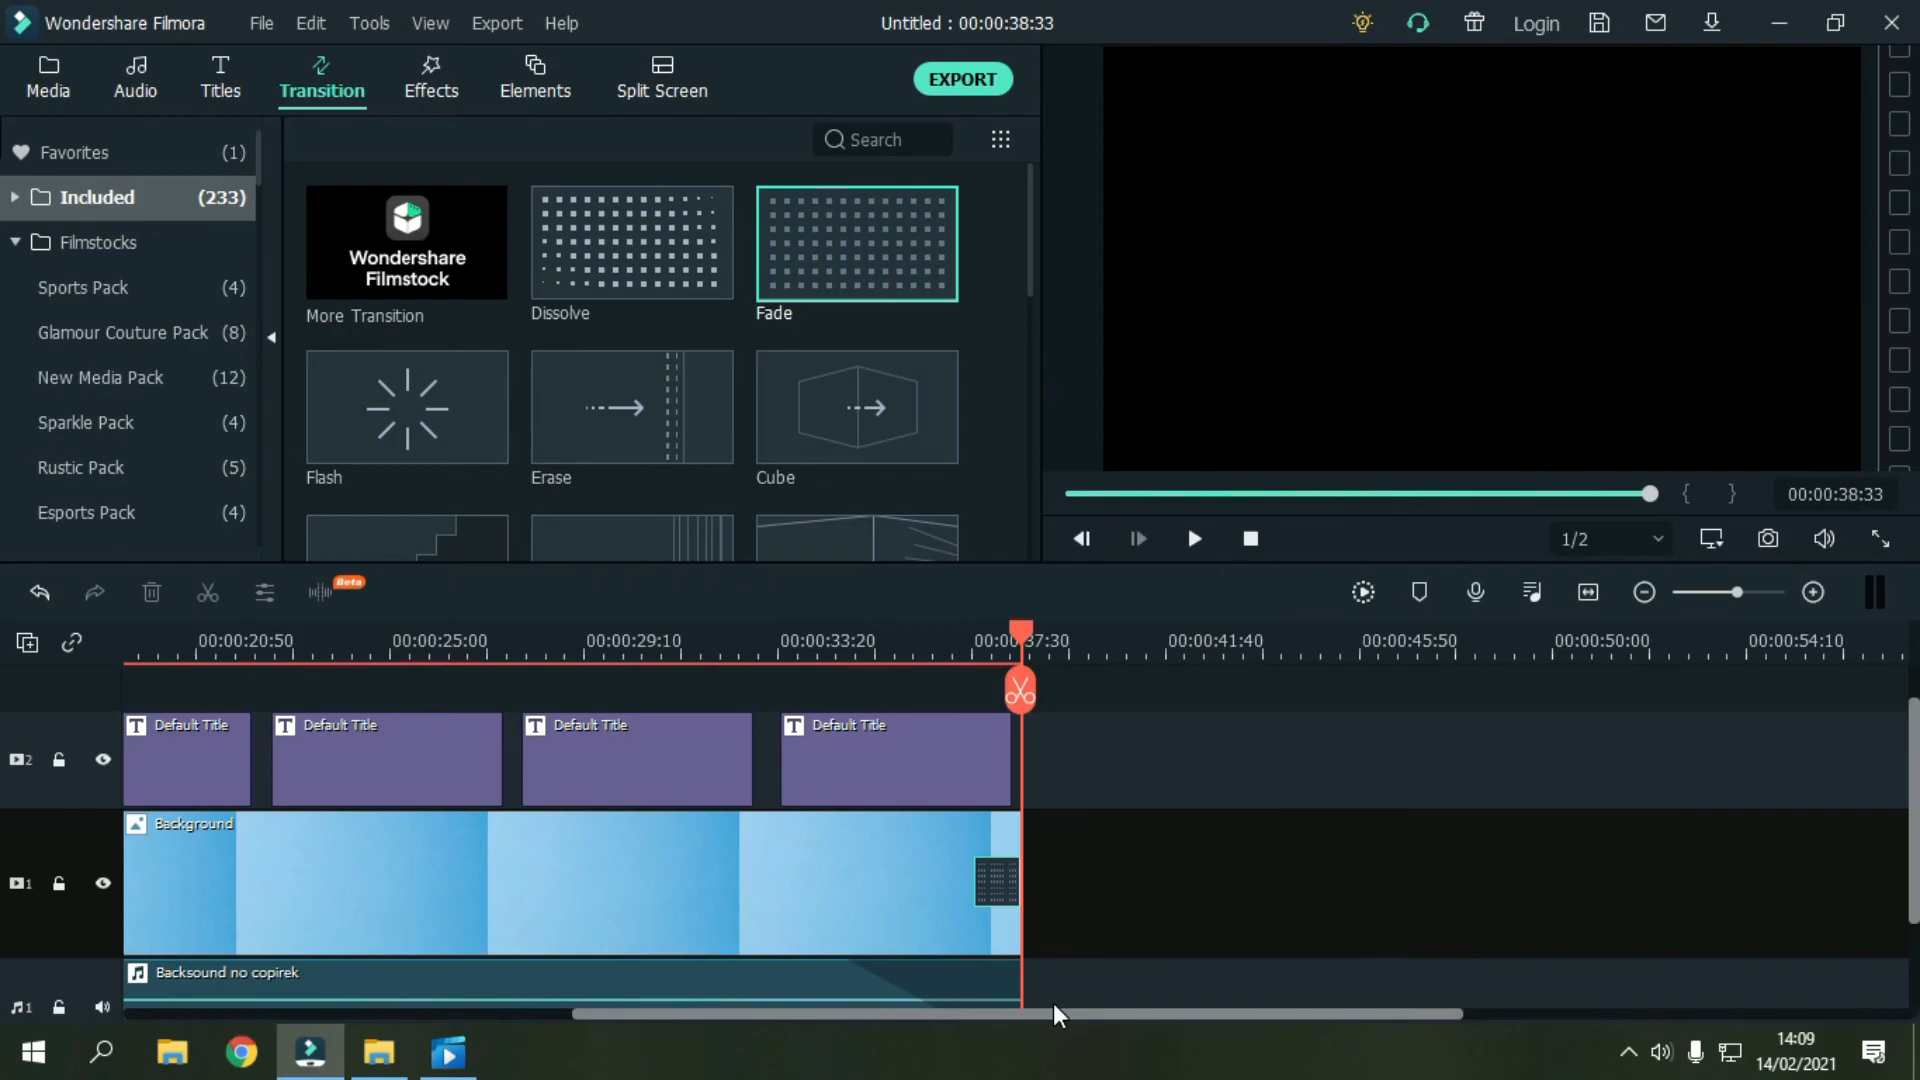 Wondershare Filmora
File Edit Tools View Export Help
Untitled : 00:00:38:33
Login
Media
Audio
Titles
Transition
Effects
Elements
Split Screen
EXPORT
Favorites (1)
Included (233)
Filmstocks
Sports Pack (4)
Glamour Couture Pack (8)
New Media Pack (12)
Sparkle Pack (4)
Rustic Pack (5)
Esports Pack (4)
Search
Wondershare
Filmstock
More Transition
Dissolve
Fade
Flash
Erase
Cube
00:00:38:33
1/2
Beta
00:00:20:50 00:00:25:00 00:00:29:10 00:00:33:20 00:00:37:30 00:00:41:40 00:00:45:50 00:00:50:00 00:00:54:10
2
T Default Title
T Default Title
T Default Title
T Default Title
1
Background
1
Backsound no copirek
14:09
14/02/2021